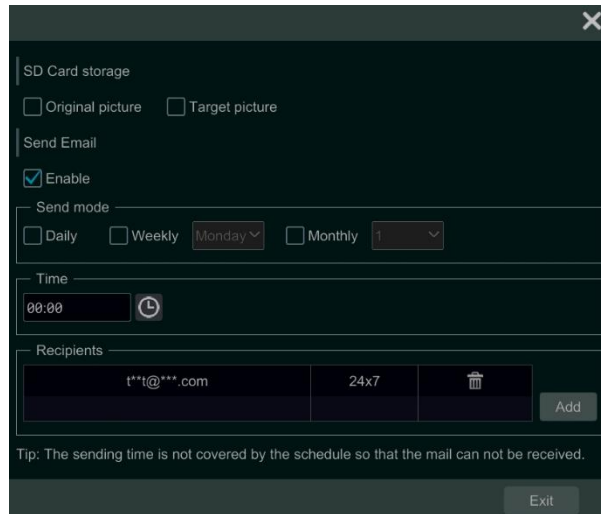 SD Card storage
Original picture Target picture
Send Email
Enable
Send mode
Daily Weekly Monday Monthly 1
Time
00:00
Recipients
t**t@***.com 24x7
Add
Tip: The sending time is not covered by the schedule so that the mail can not be received.
Exit